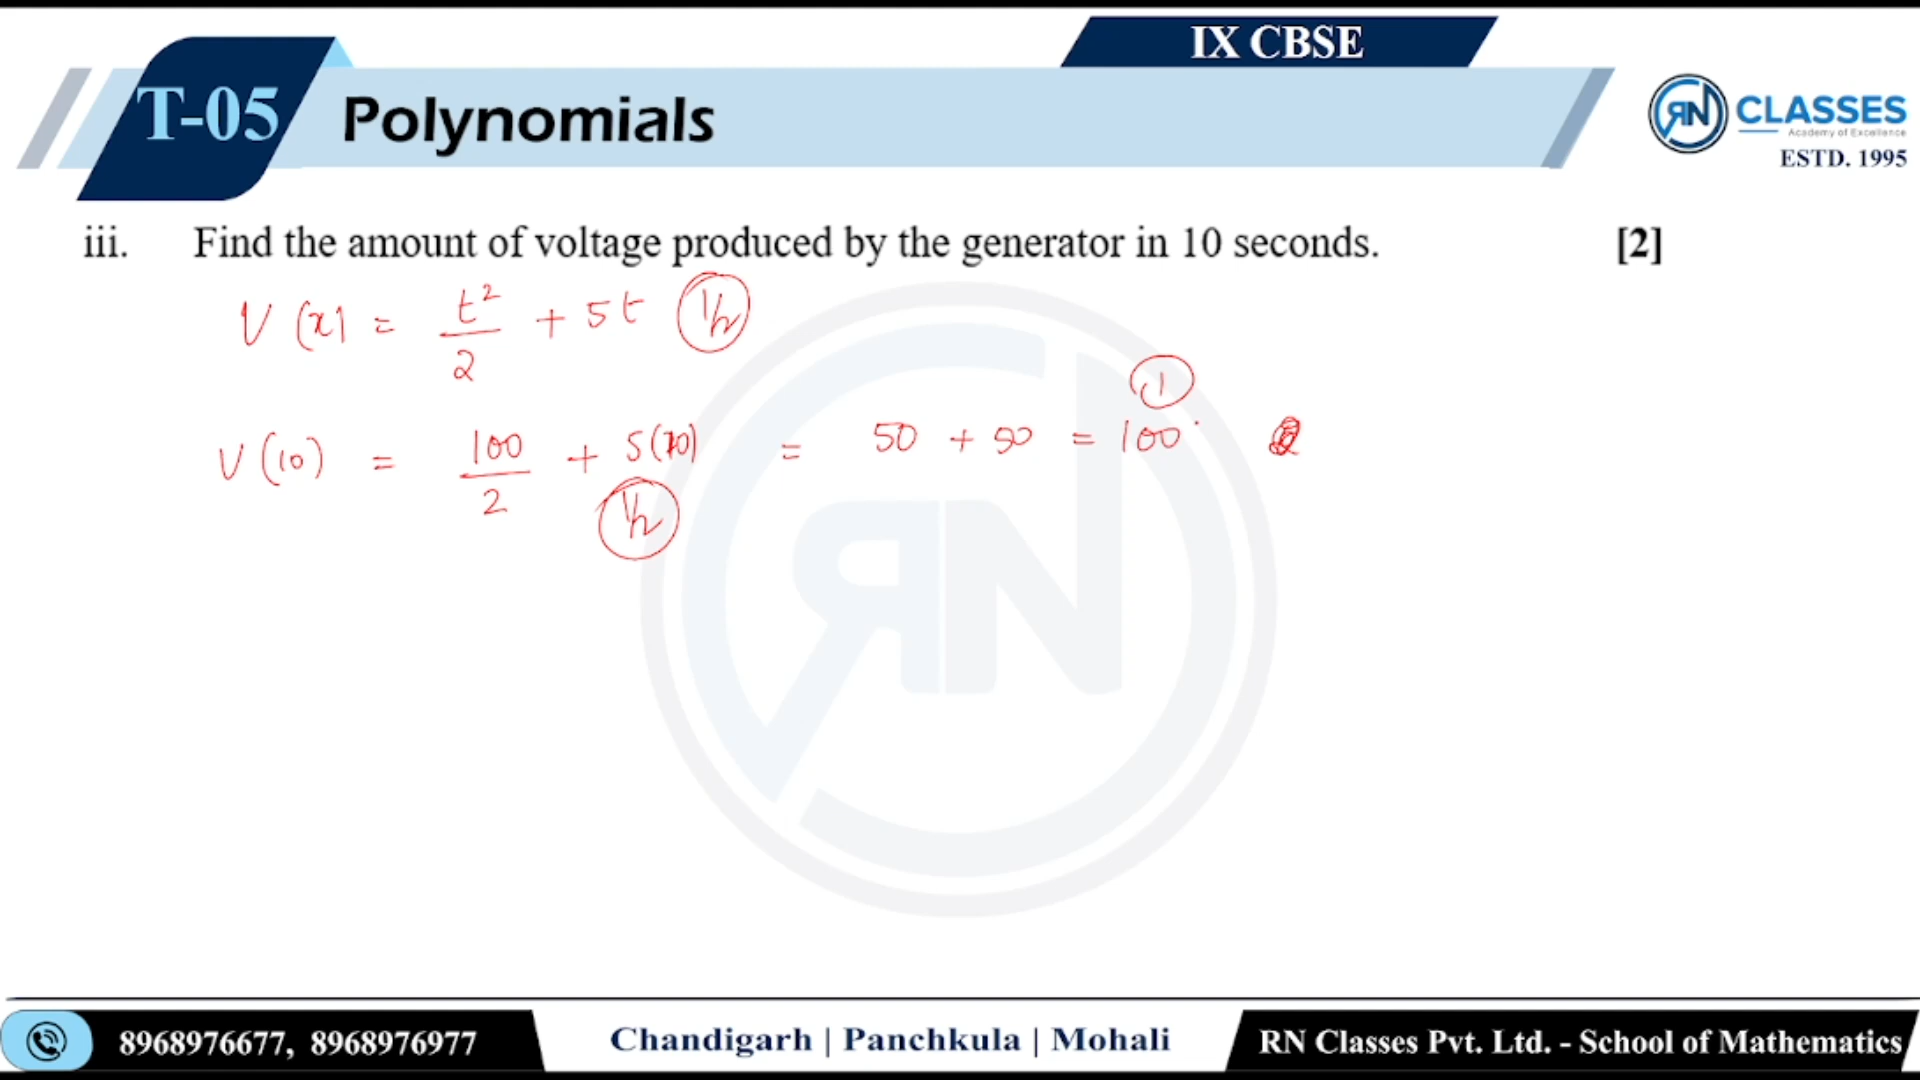 IX CBSE
T-05 Polynomials
RN CLASSES
Academy of Excellence
ESTD. 1995
iii. Find the amount of voltage produced by the generator in 10 seconds. [2]
V (x) = t²/2 + 5t 1/2
1
V (10) = 100/2 + 5(10) = 50 + 50 = 100
1/2
RN
8968976677, 8968976977 Chandigarh | Panchkula | Mohali RN Classes Pvt. Ltd. - School of Mathematics